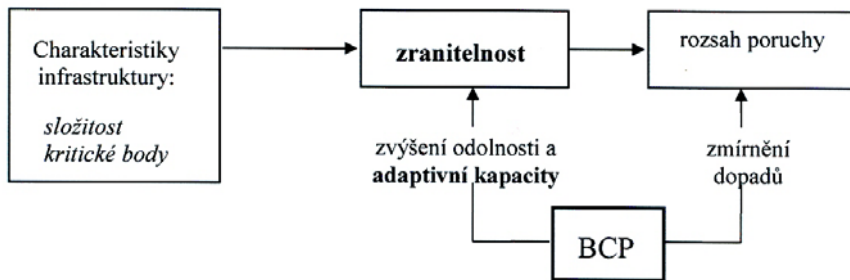 Charakteristiky
infrastruktury:
složitost
kritické body
zranitelnost
rozsah poruchy
zvýšení odolnosti a
adaptivní kapacity
zmírnění
dopadů
BCP